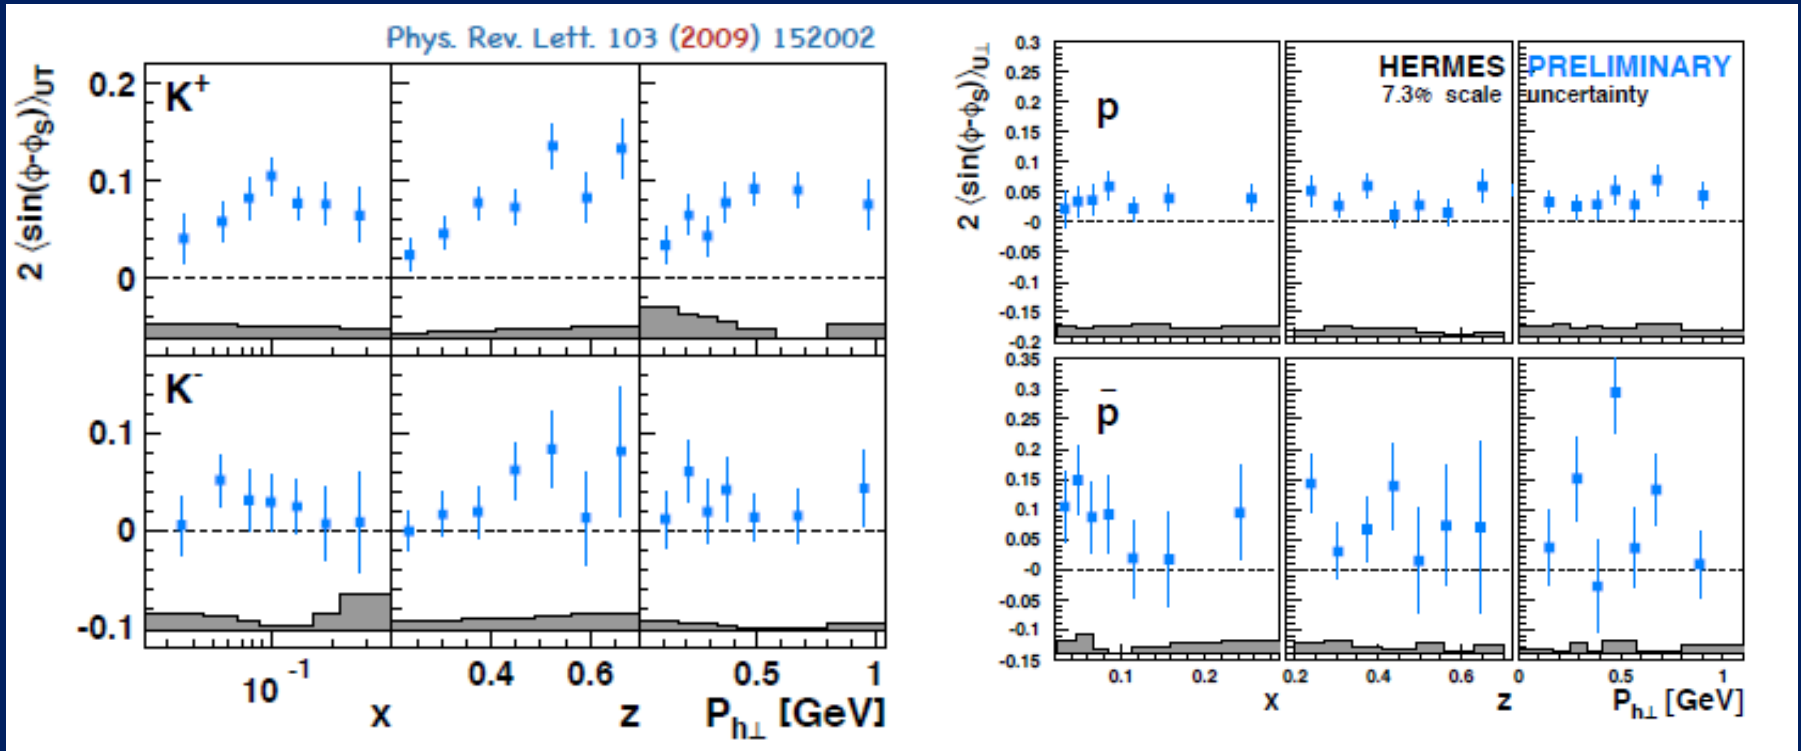 Phys. Rev. Lett. 103 (2009) 152002
2 ⟨sin(ϕ-ϕS)⟩UT
K+
0.2
0.1
0
K-
0.1
0
-0.1
10-1
0.4
0.6
0.5
1
x
z
Ph⊥ [GeV]
2 ⟨sin(ϕ-ϕS)⟩U⊥
0.3
0.25
0.2
0.15
0.1
0.05
-0
-0.05
-0.1
-0.15
-0.2
p
HERMES PRELIMINARY
7.3% scale uncertainty
0.35
0.3
0.25
0.2
0.15
0.1
0.05
-0
-0.05
-0.1
-0.15
p̄
0.1
0.2
0.2
0.4
0.6
0
0.5
1
x
z
Ph⊥ [GeV]